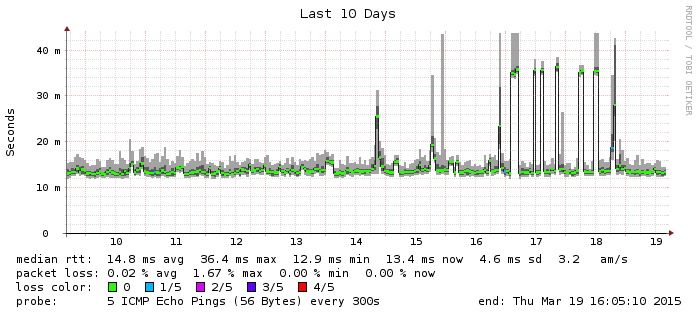 Last 10 Days
RRDTOOL / TOBI OETIKER
Seconds
40 m
30 m
20 m
10 m
0
10 11 12 13 14 15 16 17 18 19
median rtt: 14.8 ms avg 36.4 ms max 12.9 ms min 13.4 ms now 4.6 ms sd 3.2 am/s
packet loss: 0.02 % avg 1.67 % max 0.00 % min 0.00 % now
loss color: 0 1/5 2/5 3/5 4/5
probe: 5 ICMP Echo Pings (56 Bytes) every 300s end: Thu Mar 19 16:05:10 2015